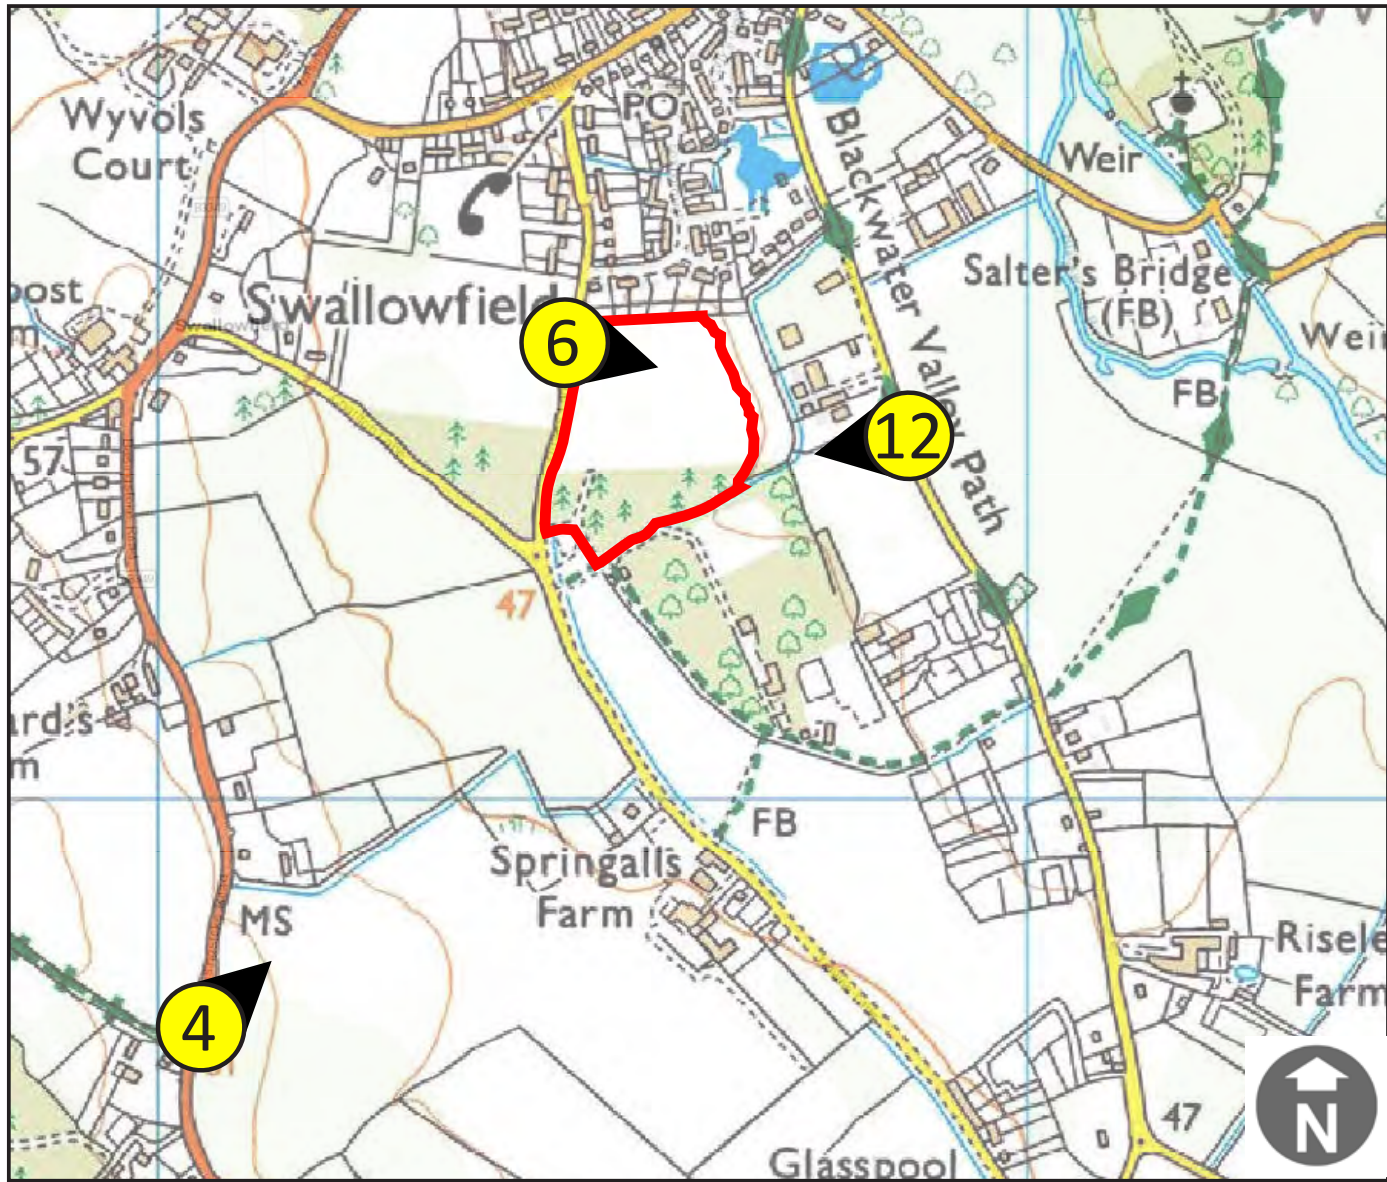 Wyvols
Court
PO
Blackwater Valley Path
Weir
Salter's Bridge
(FB)
Weir
FB
Swallowfield
Swallowfield
6
12
57
47
4
MS
Springalls
Farm
FB
Farm
47
Glasspool
N